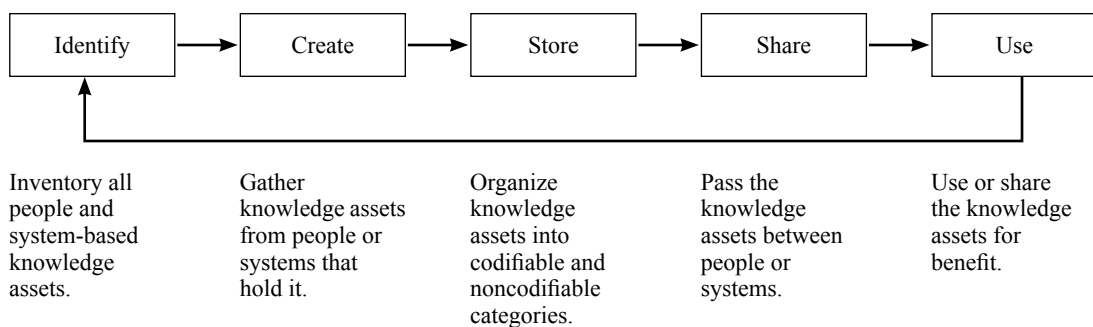 Identify
Create
Store
Share
Use
Inventory all
people and
system-based
knowledge
assets.
Gather
knowledge assets
from people or
systems that
hold it.
Organize
knowledge
assets into
codifiable and
noncodifiable
categories.
Pass the
knowledge
assets between
people or
systems.
Use or share
the knowledge
assets for
benefit.